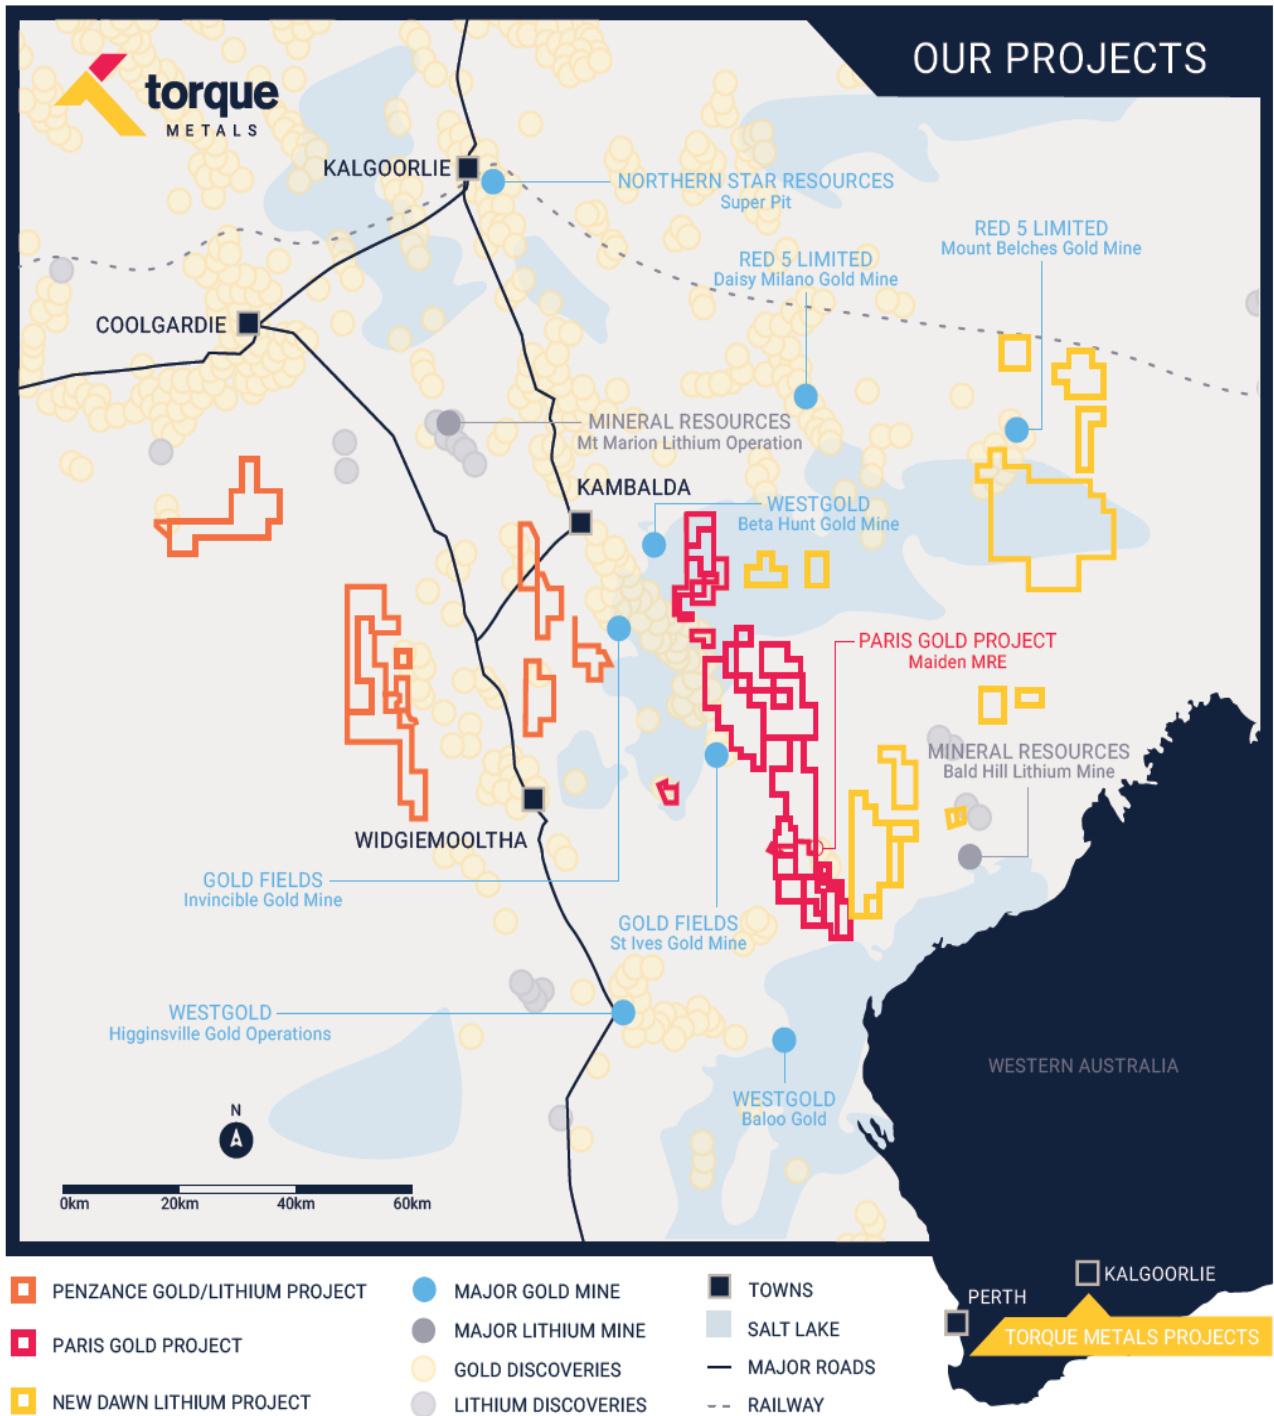 OUR PROJECTS
torque
METALS
KALGOORLIE
NORTHERN STAR RESOURCES
Super Pit
RED 5 LIMITED
Mount Belches Gold Mine
RED 5 LIMITED
Daisy Milano Gold Mine
COOLGARDIE
MINERAL RESOURCES
Mt Marion Lithium Operation
KAMBALDA
WESTGOLD
Beta Hunt Gold Mine
PARIS GOLD PROJECT
Maiden MRE
MINERAL RESOURCES
Bald Hill Lithium Mine
WIDGIEMOOLTHA
GOLD FIELDS
Invincible Gold Mine
GOLD FIELDS
St Ives Gold Mine
WESTGOLD
Higginsville Gold Operations
WESTGOLD
Baloo Gold
WESTERN AUSTRALIA
N
0km 20km 40km 60km
KALGOORLIE
PERTH
TORQUE METALS PROJECTS
PENZANCE GOLD/LITHIUM PROJECT
PARIS GOLD PROJECT
NEW DAWN LITHIUM PROJECT
MAJOR GOLD MINE
MAJOR LITHIUM MINE
GOLD DISCOVERIES
LITHIUM DISCOVERIES
TOWNS
SALT LAKE
MAJOR ROADS
RAILWAY